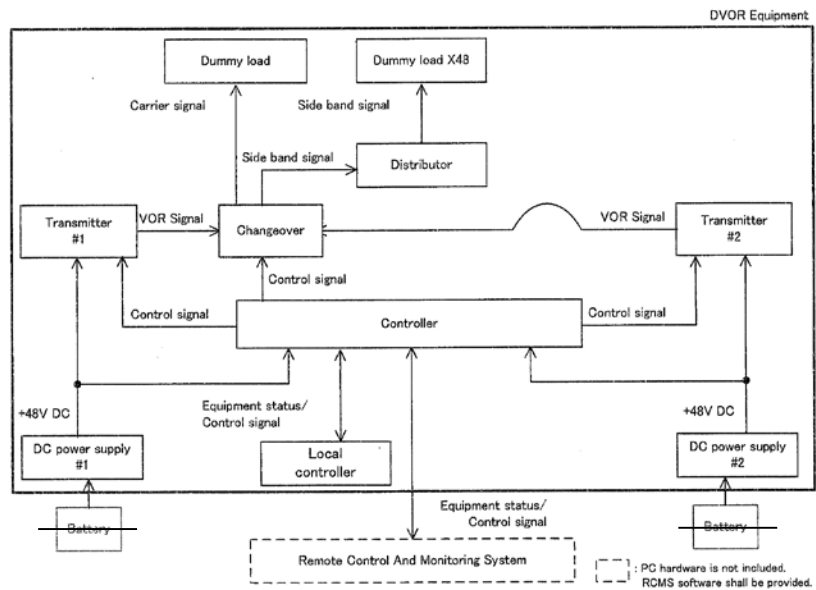 DVOR Equipment
Dummy load
Dummy load X48
Carrier signal
Side band signal
Side band signal
Distributor
Transmitter
#1
VOR Signal
Changeover
VOR Signal
Transmitter
#2
Control signal
Control signal
Controller
Control signal
+48V DC
Equipment status/
Control signal
+48V DC
DC power supply
#1
Local
controller
DC power supply
#2
Battery
Equipment status/
Control signal
Battery
Remote Control And Monitoring System
: PC hardware is not included.
RCMS software shall be provided.